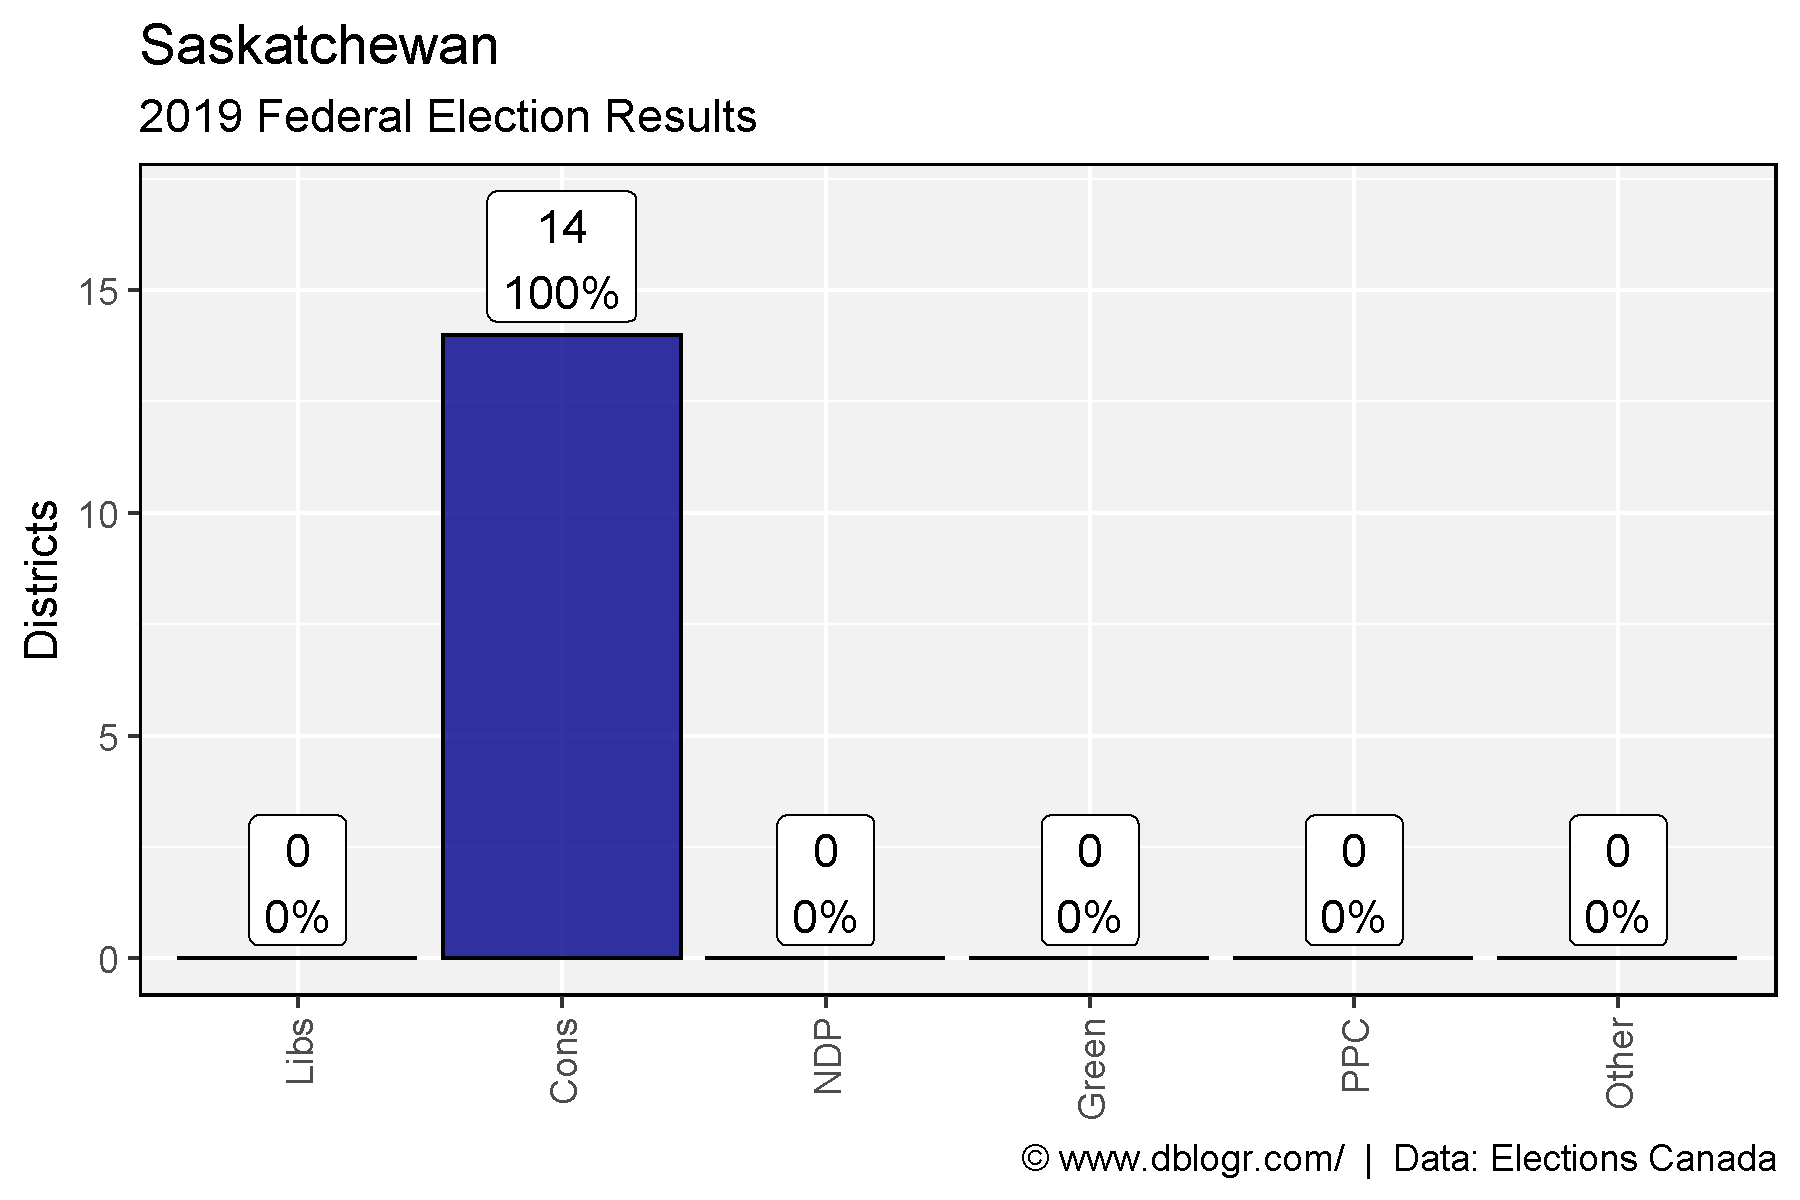 Saskatchewan
2019 Federal Election Results
Districts
15
10
5
0
14
100%
0
0%
0
0%
0
0%
0
0%
0
0%
Libs
Cons
NDP
Green
PPC
Other
© www.dblogr.com/ | Data: Elections Canada